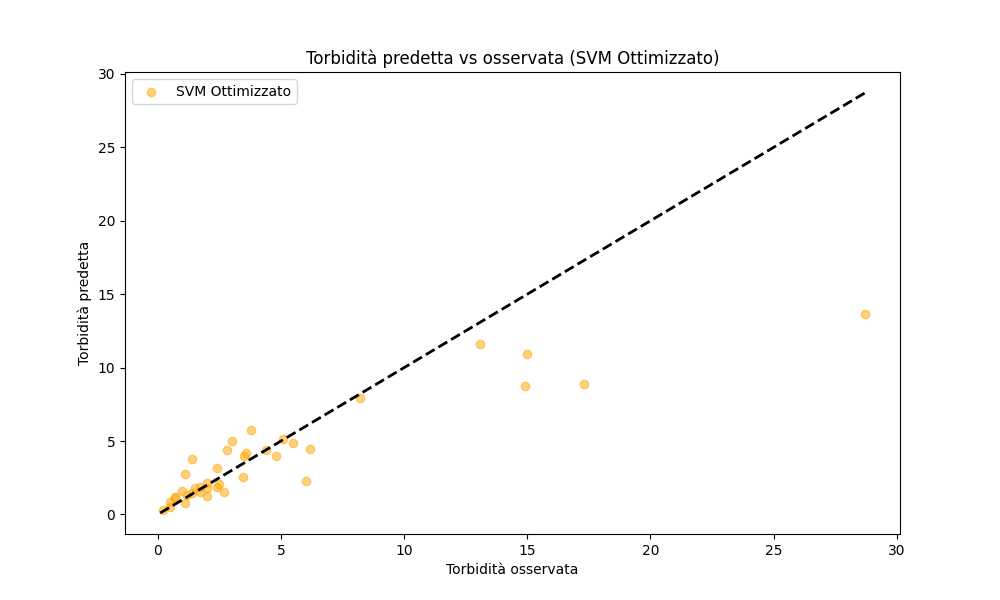 Torbidità predetta vs osservata (SVM Ottimizzato)
SVM Ottimizzato
30
25
20
15
10
5
0
Torbidità predetta
0 5 10 15 20 25 30
Torbidità osservata